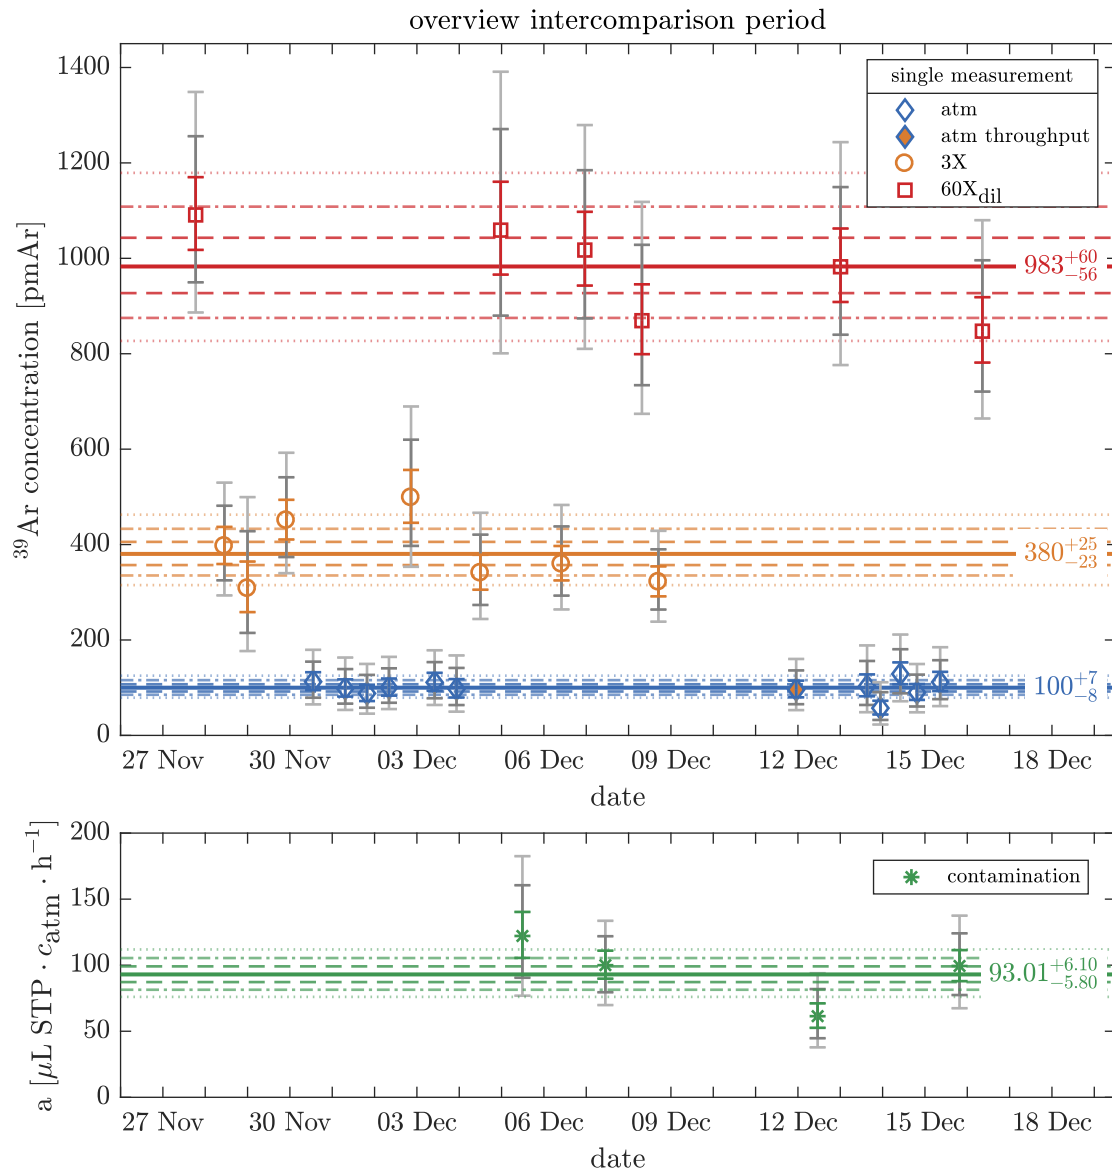 overview intercomparison period
1400
1200
1000
800
600
400
200
0
³⁹Ar concentration [pmAr]
single measurement
atm
atm throughput
3X
60X_dil
983 +60 −56
380 +25 −23
100 +7 −8
27 Nov 30 Nov 03 Dec 06 Dec 09 Dec 12 Dec 15 Dec 18 Dec
date
200
150
100
50
0
a [μL STP · c_atm · h⁻¹]
contamination
93.01 +6.10 −5.80
27 Nov 30 Nov 03 Dec 06 Dec 09 Dec 12 Dec 15 Dec 18 Dec
date